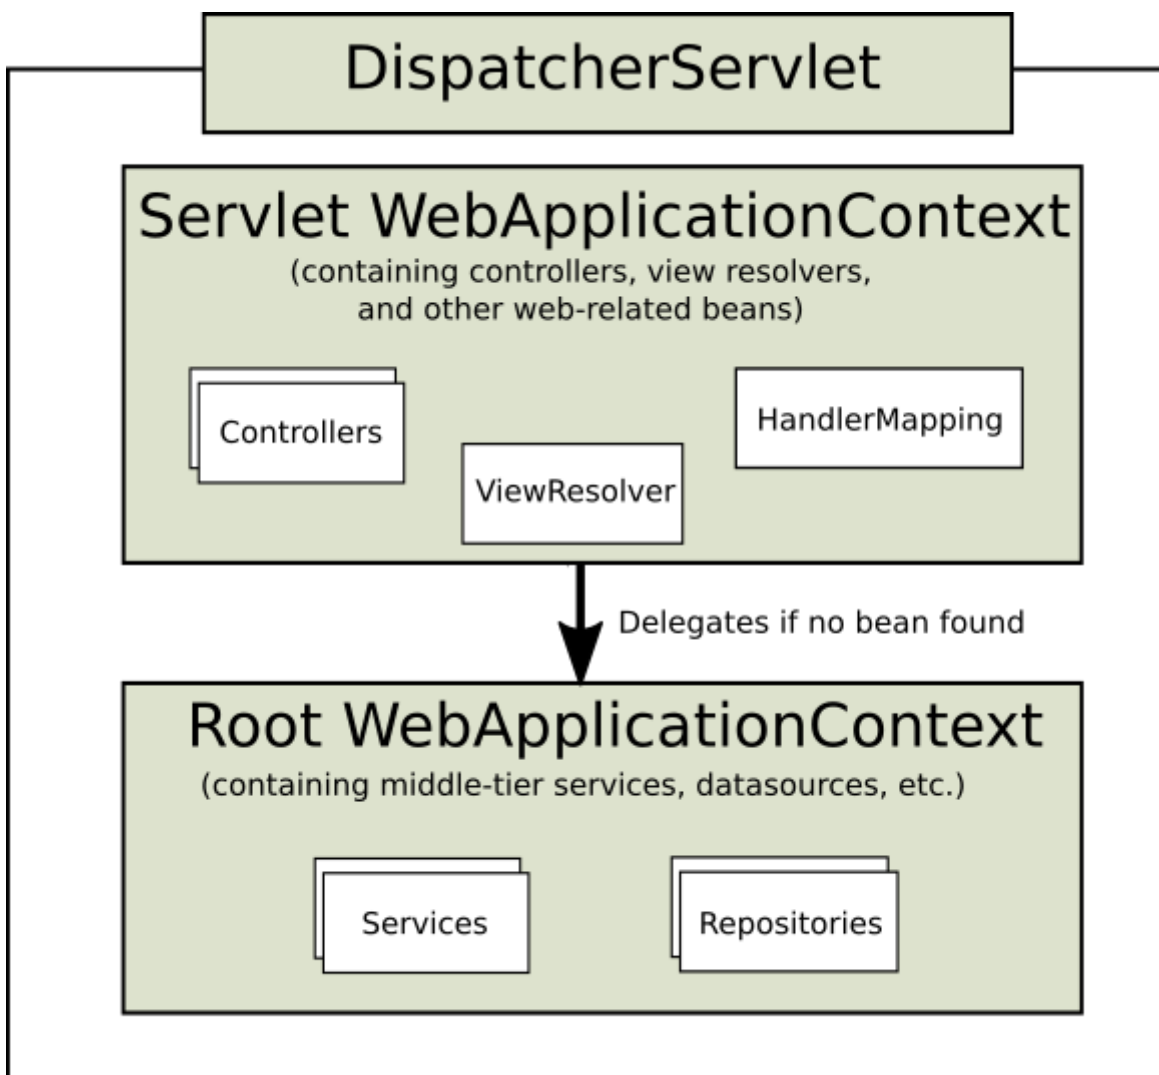 DispatcherServlet
Servlet WebApplicationContext
(containing controllers, view resolvers,
and other web-related beans)
Controllers
HandlerMapping
ViewResolver
Delegates if no bean found
Root WebApplicationContext
(containing middle-tier services, datasources, etc.)
Services
Repositories